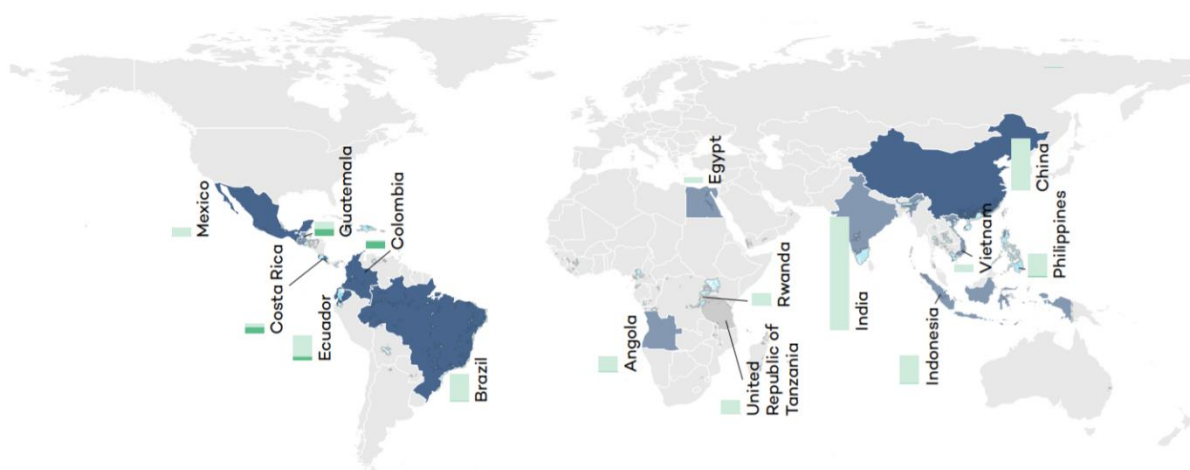 Mexico
Guatemala
Colombia
Costa Rica
Ecuador
Brazil
Egypt
Rwanda
Angola
United
Republic of
Tanzania
China
Vietnam
Philippines
India
Indonesia